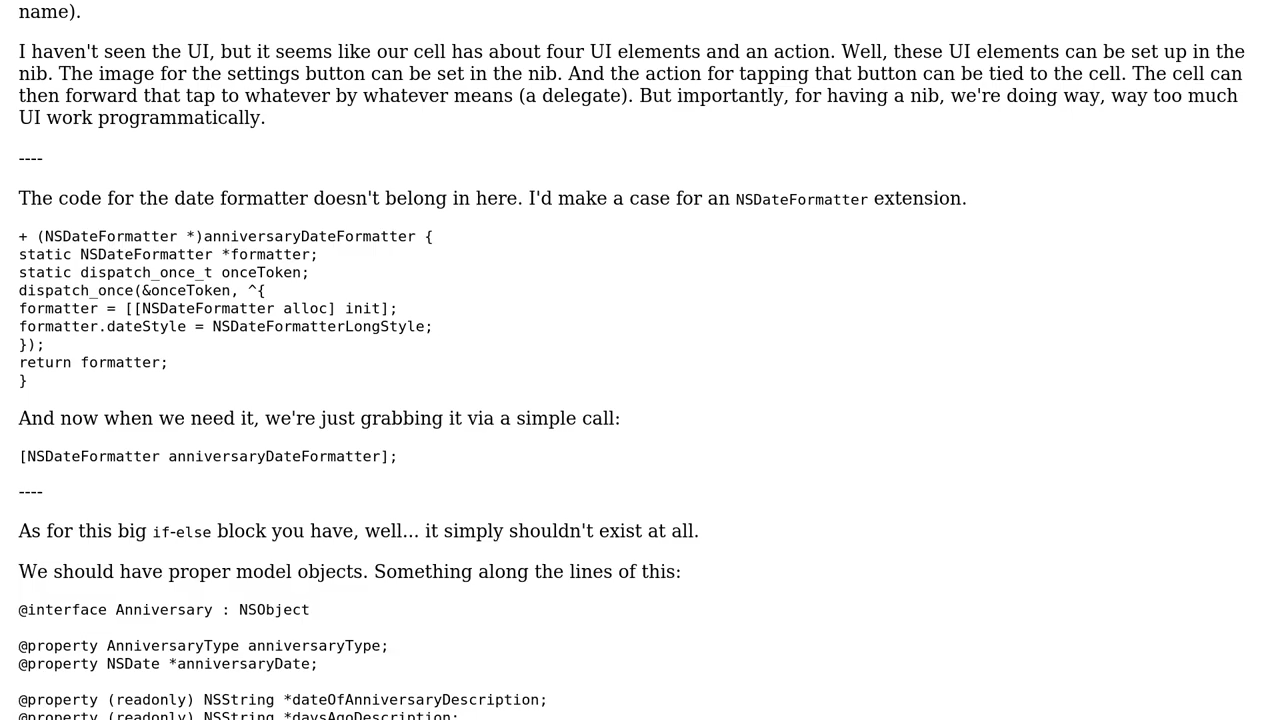 name).
I haven't seen the UI, but it seems like our cell has about four UI elements and an action. Well, these UI elements can be set up in the
nib. The image for the settings button can be set in the nib. And the action for tapping that button can be tied to the cell. The cell can
then forward that tap to whatever by whatever means (a delegate). But importantly, for having a nib, we're doing way, way too much
UI work programmatically.
----
The code for the date formatter doesn't belong in here. I'd make a case for an NSDateFormatter extension.
+ (NSDateFormatter *)anniversaryDateFormatter {
static NSDateFormatter *formatter;
static dispatch_once_t onceToken;
dispatch_once(&onceToken, ^{
formatter = [[NSDateFormatter alloc] init];
formatter.dateStyle = NSDateFormatterLongStyle;
});
return formatter;
}
And now when we need it, we're just grabbing it via a simple call:
[NSDateFormatter anniversaryDateFormatter];
----
As for this big if-else block you have, well... it simply shouldn't exist at all.
We should have proper model objects. Something along the lines of this:
@interface Anniversary : NSObject
@property AnniversaryType anniversaryType;
@property NSDate *anniversaryDate;
@property (readonly) NSString *dateOfAnniversaryDescription;
@property (readonly) NSString *daysAgoDescription;